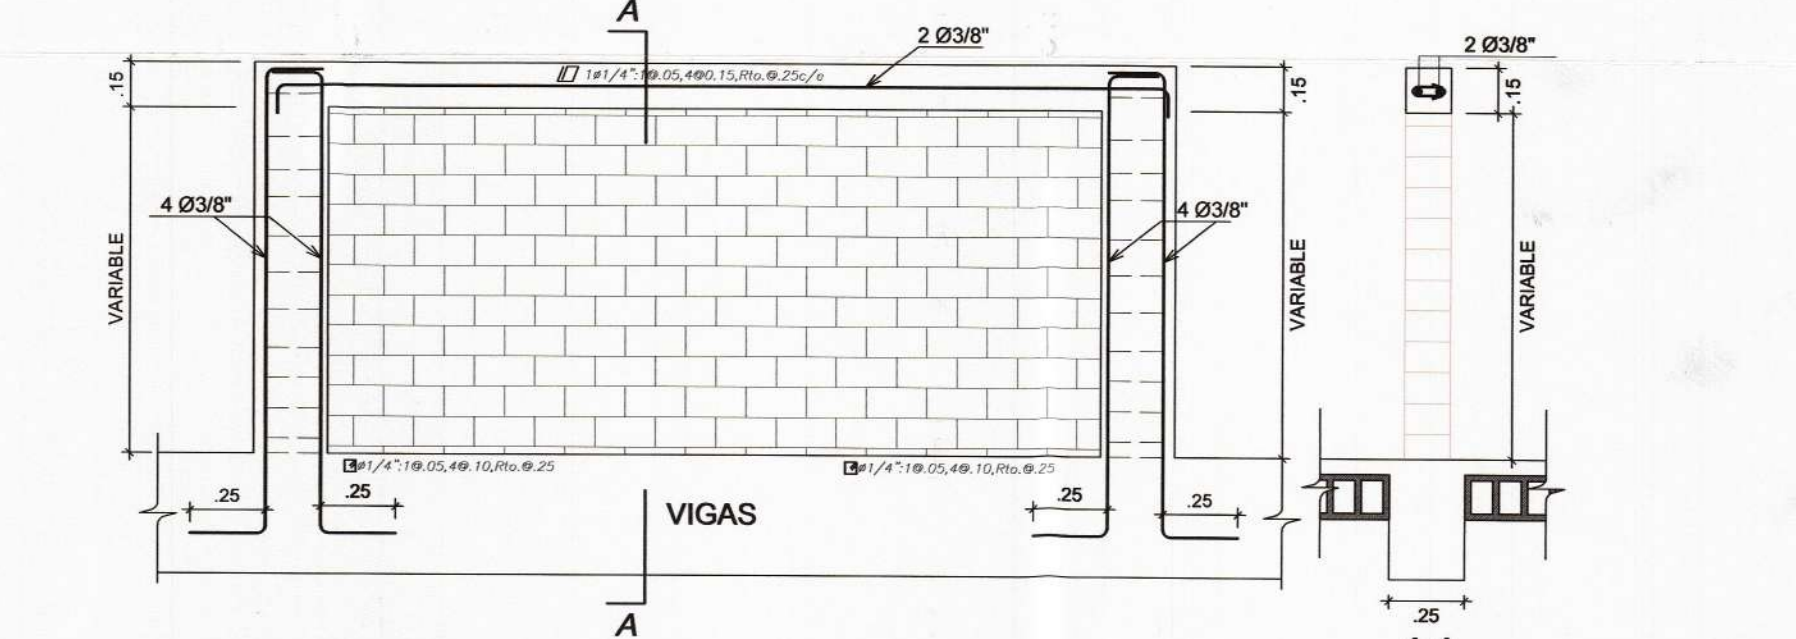 A
2 Ø3/8"
2 Ø3/8"
.15
1ø1/4":1@.05,4@0.15,Rto.@.25c/e
.15
.15
4 Ø3/8"
4 Ø3/8"
VARIABLE
VARIABLE
VARIABLE
ø1/4":1@.05,4@.10,Rto.@.25
ø1/4":1@.05,4@.10,Rto.@.25
.25
.25
.25
.25
VIGAS
A
.25